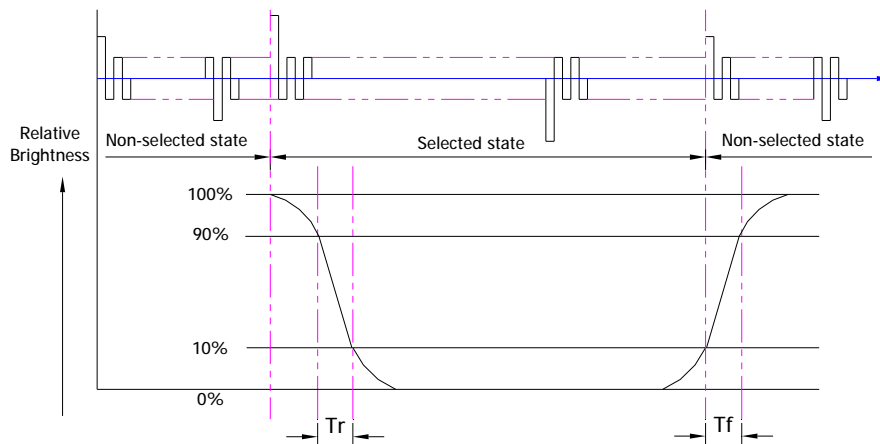 Relative
Brightness
Non-selected state
Selected state
Non-selected state
100%
90%
10%
0%
Tr
Tf